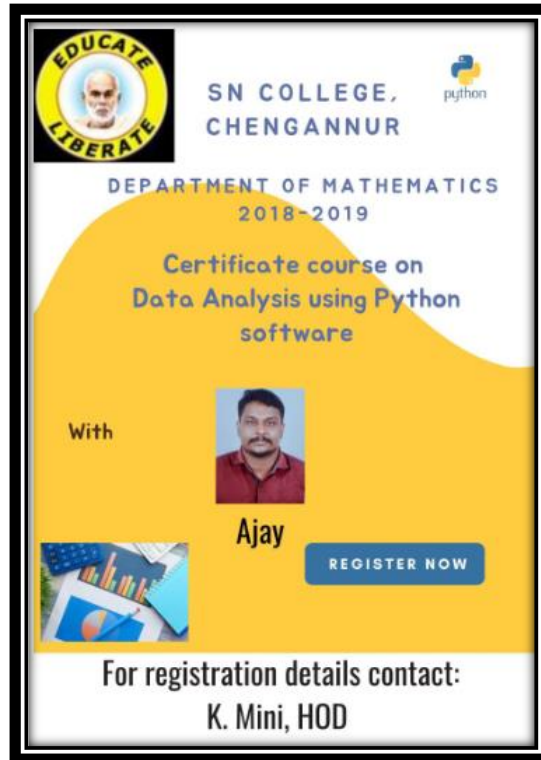 EDUCATE
LIBERATE
python
SN COLLEGE,
CHENGANNUR
DEPARTMENT OF MATHEMATICS
2018-2019
Certificate course on
Data Analysis using Python
software
With
Ajay
REGISTER NOW
For registration details contact:
K. Mini, HOD